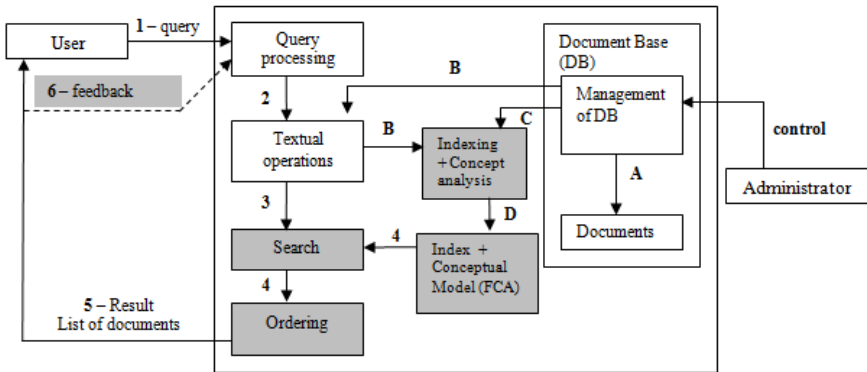 1 – query
User
Query
processing
Document Base
(DB)
6 – feedback
B
2
Management
of DB
C
control
B
Textual
operations
Indexing
+ Concept
analysis
A
Administrator
3
D
Documents
Search
4
Index +
Conceptual
Model (FCA)
4
5 – Result
List of documents
Ordering